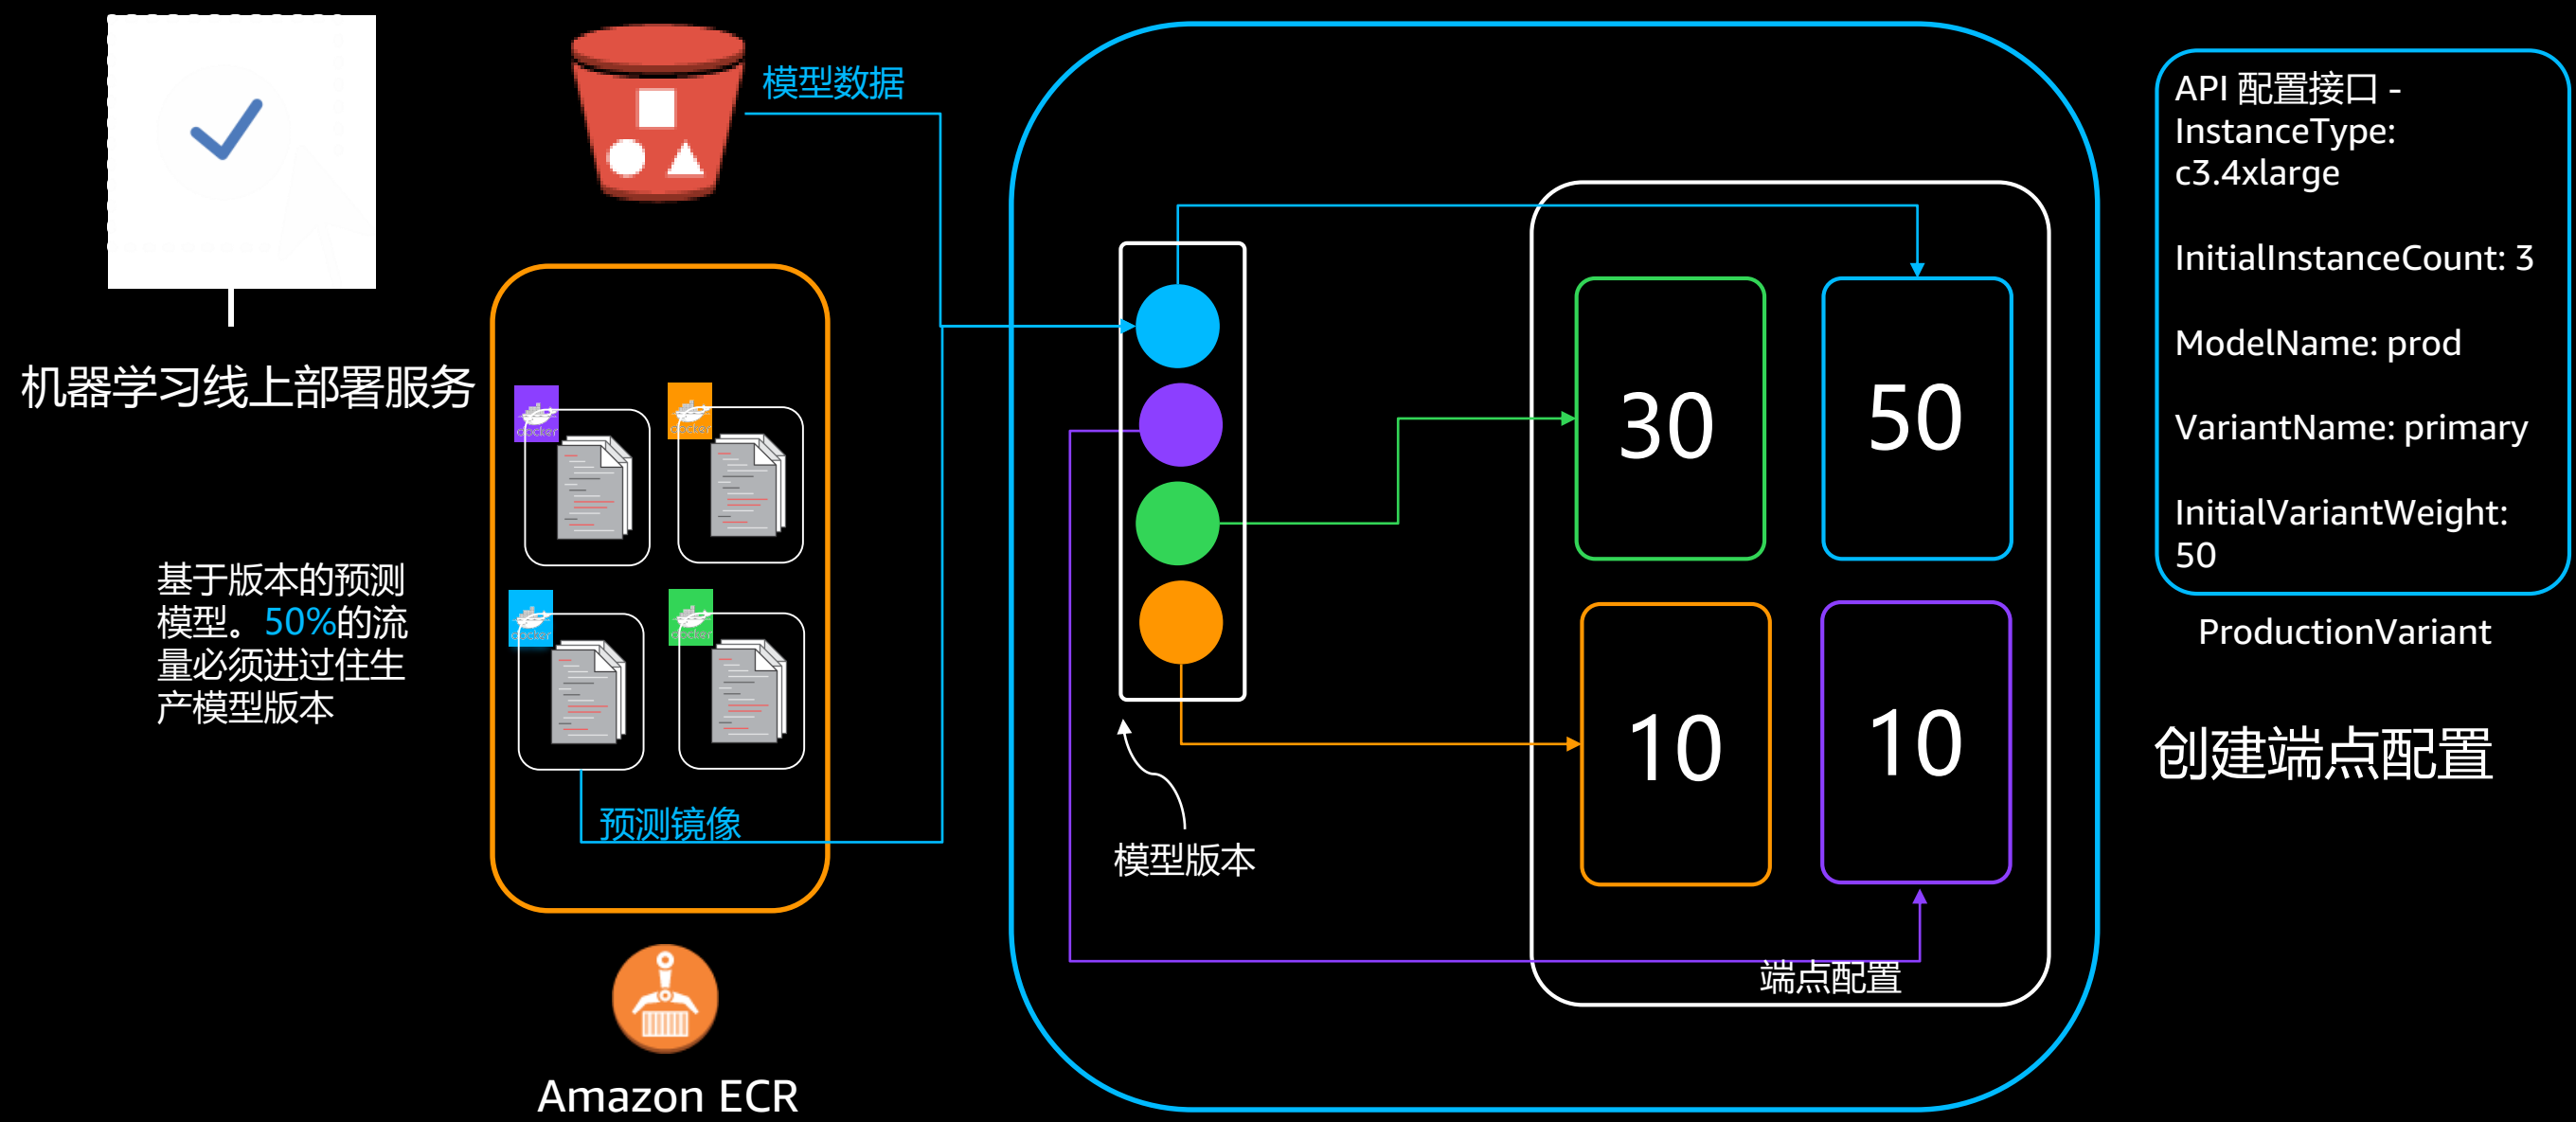 机器学习线上部署服务
基于版本的预测
模型。50%的流
量必须进过住生
产模型版本
模型数据
docker
docker
docker
docker
预测镜像
Amazon ECR
模型版本
30
50
10
10
端点配置
API 配置接口 -
InstanceType:
c3.4xlarge
InitialInstanceCount: 3
ModelName: prod
VariantName: primary
InitialVariantWeight:
50
ProductionVariant
创建端点配置